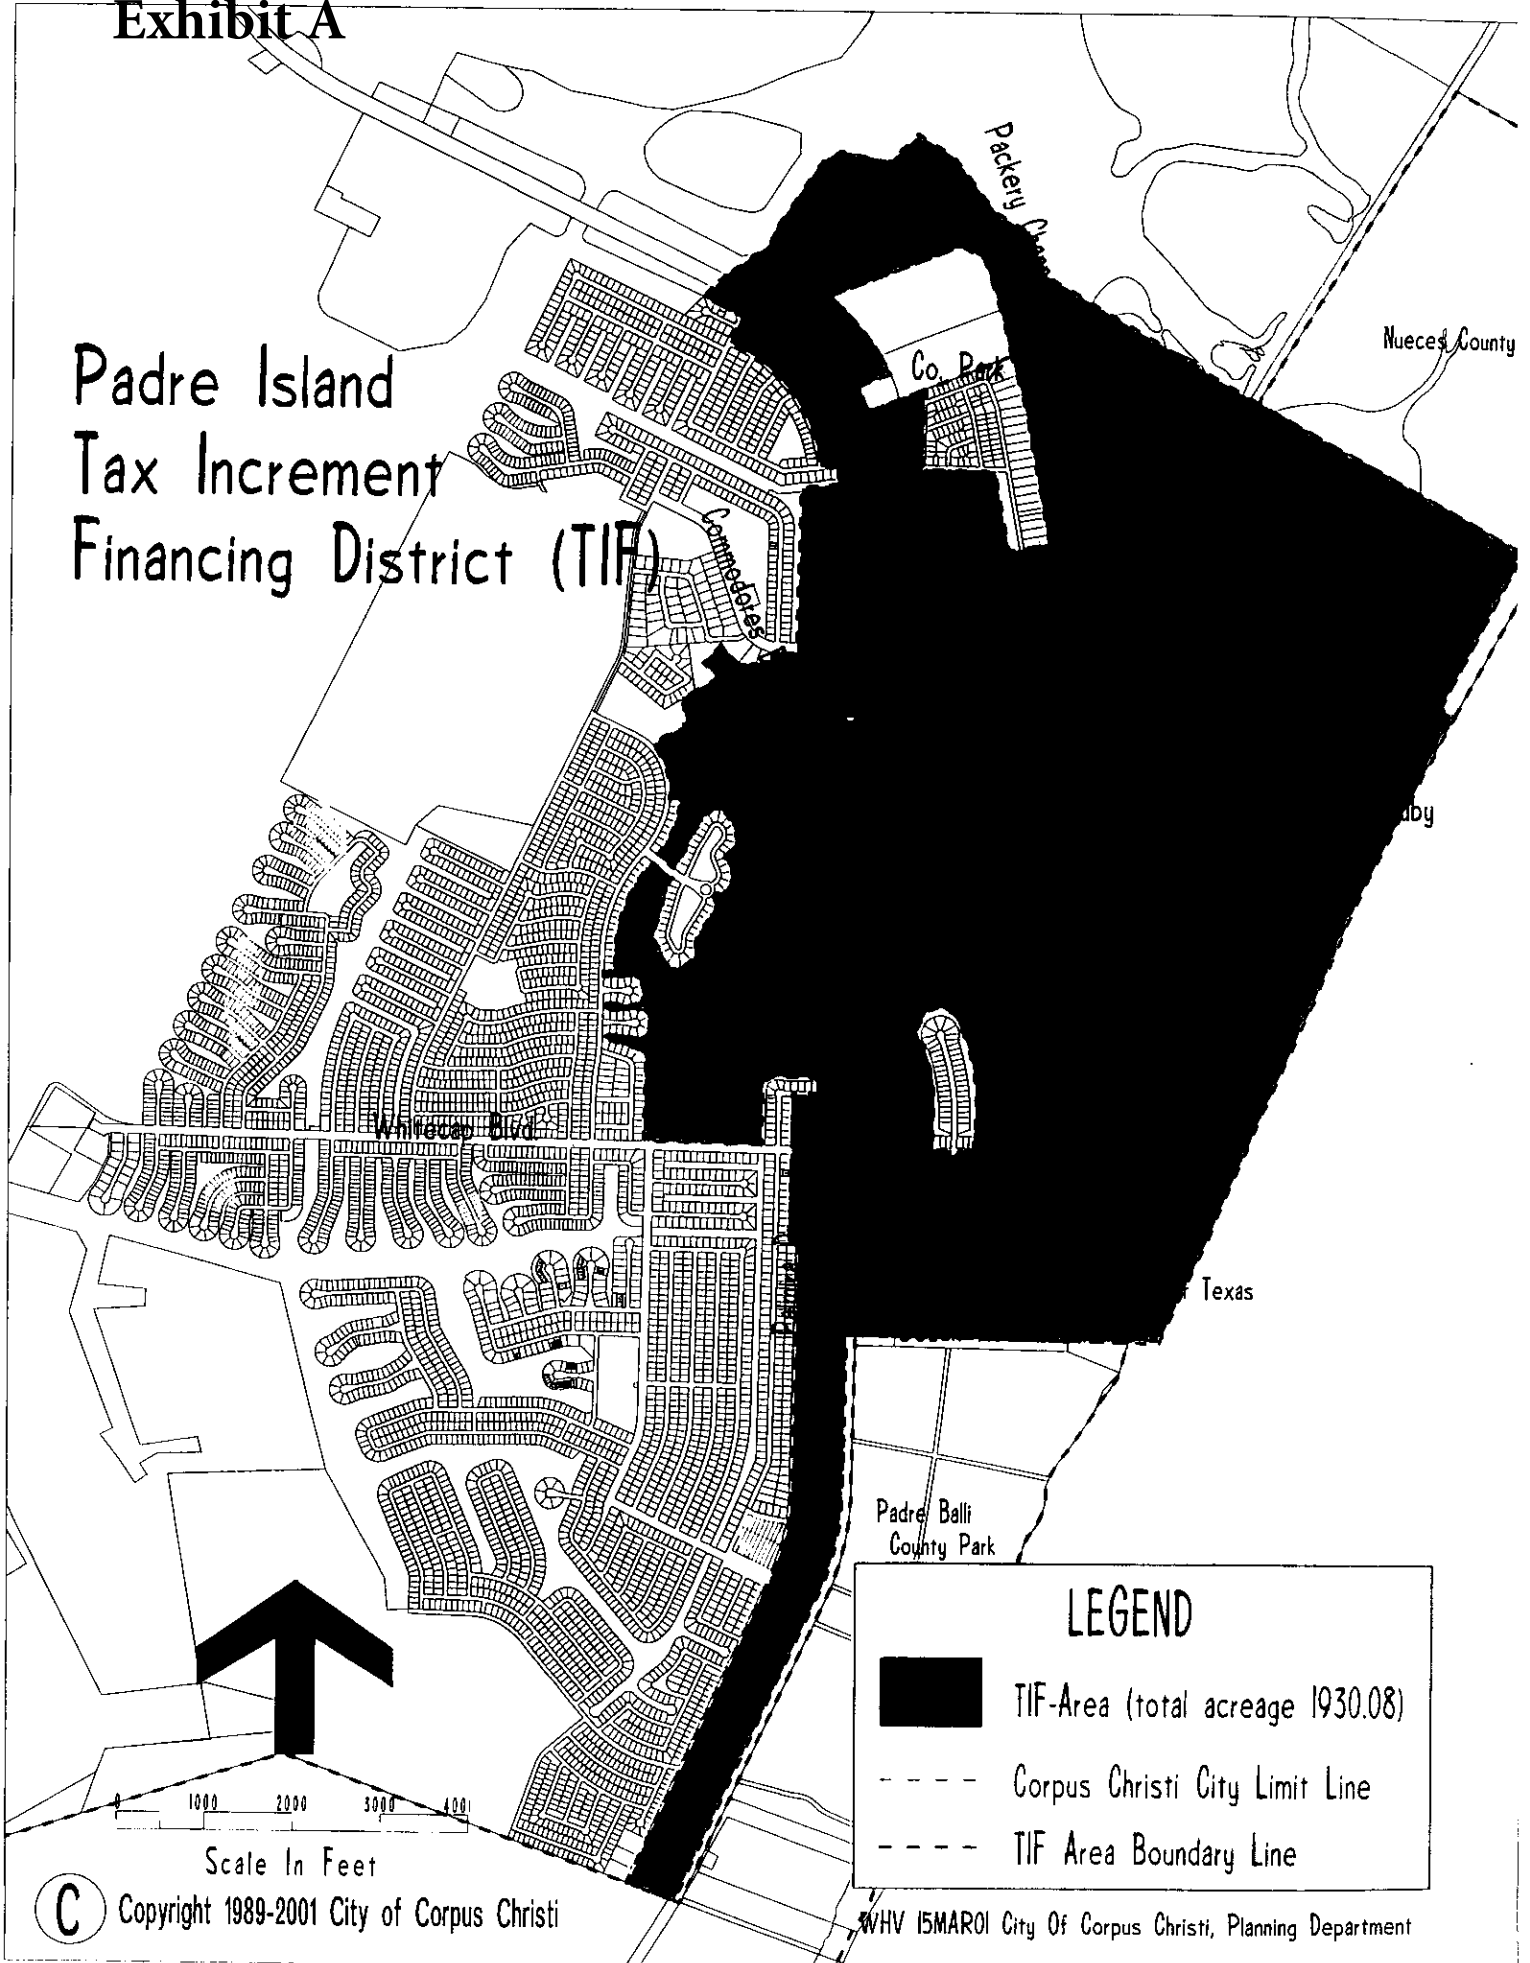 Exhibit A
Packery
Nueces County
Co. Park
Padre Island
Tax Increment
Financing District (TIF)
Commodores
Whitecap Blvd.
Texas
Padre Balli
County Park
LEGEND
TIF-Area (total acreage 1930.08)
Corpus Christi City Limit Line
TIF Area Boundary Line
0 1000 2000 3000 400
Scale In Feet
C Copyright 1989-2001 City of Corpus Christi
WHV 15MAR01 City Of Corpus Christi, Planning Department